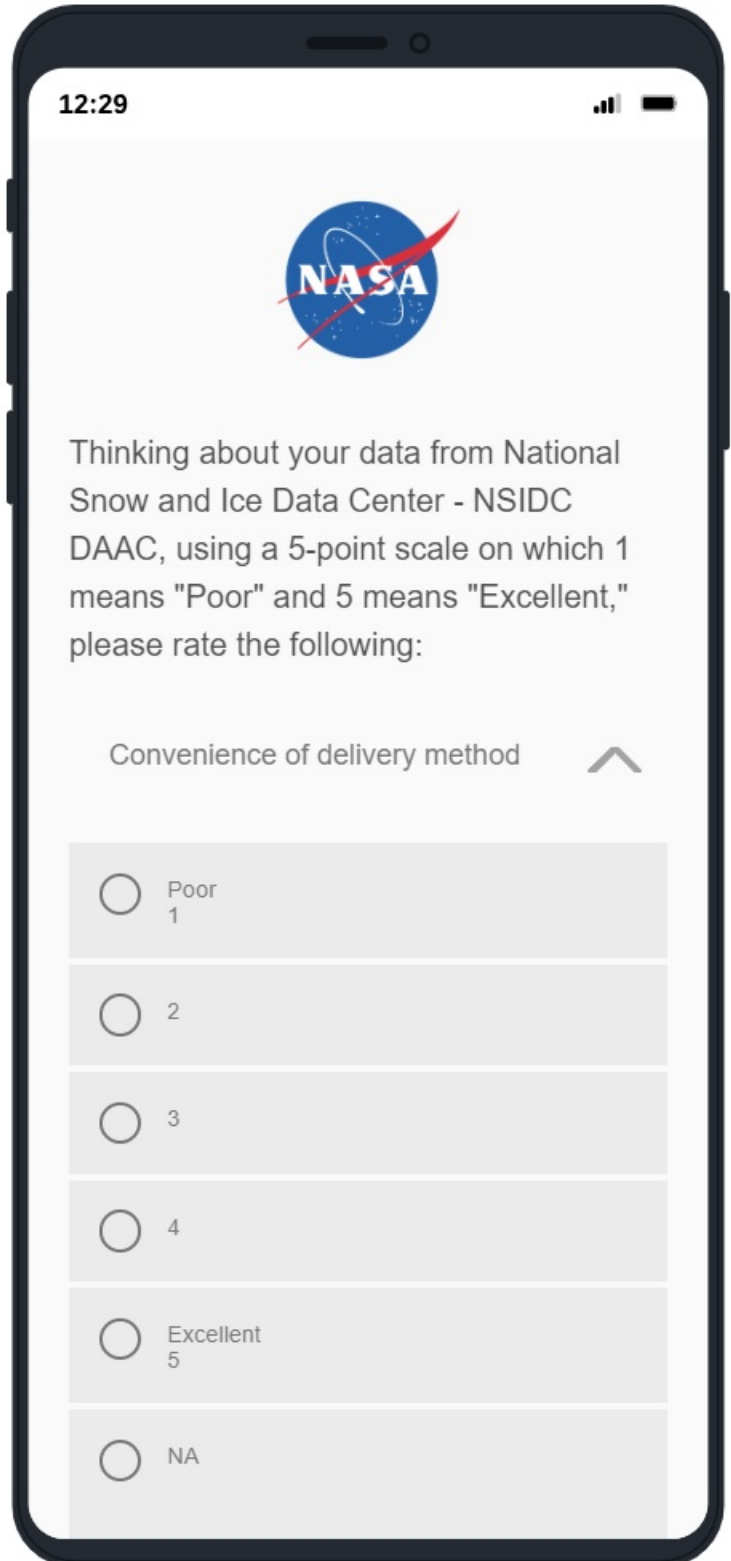 12:29
NASA
Thinking about your data from National
Snow and Ice Data Center - NSIDC
DAAC, using a 5-point scale on which 1
means "Poor" and 5 means "Excellent,"
please rate the following:
Convenience of delivery method
Poor
1
2
3
4
Excellent
5
NA